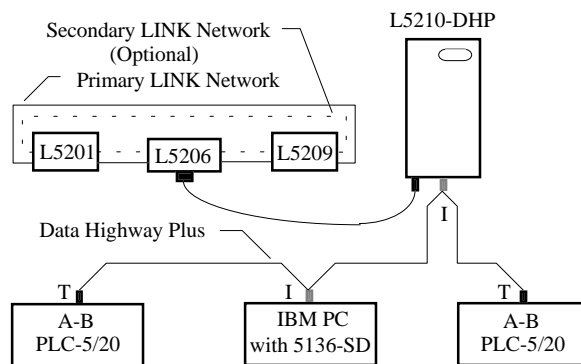 L5210-DHP
Secondary LINK Network
(Optional)
Primary LINK Network
L5201
L5206
L5209
I
Data Highway Plus
T
I
T
A-B
PLC-5/20
IBM PC
with 5136-SD
A-B
PLC-5/20